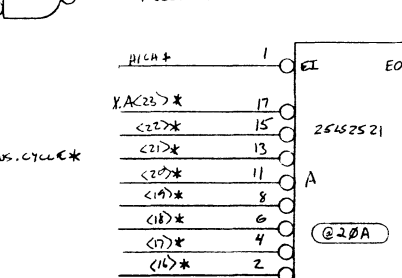 HIGH* 1 EI EO
X.A<23>* 17
<22>* 15 25LS2521
<21>* 13
US.CYCLE*
<20>* 11 A
<19>* 8
<18>* 6 @20A
<17>* 4
<16>* 2